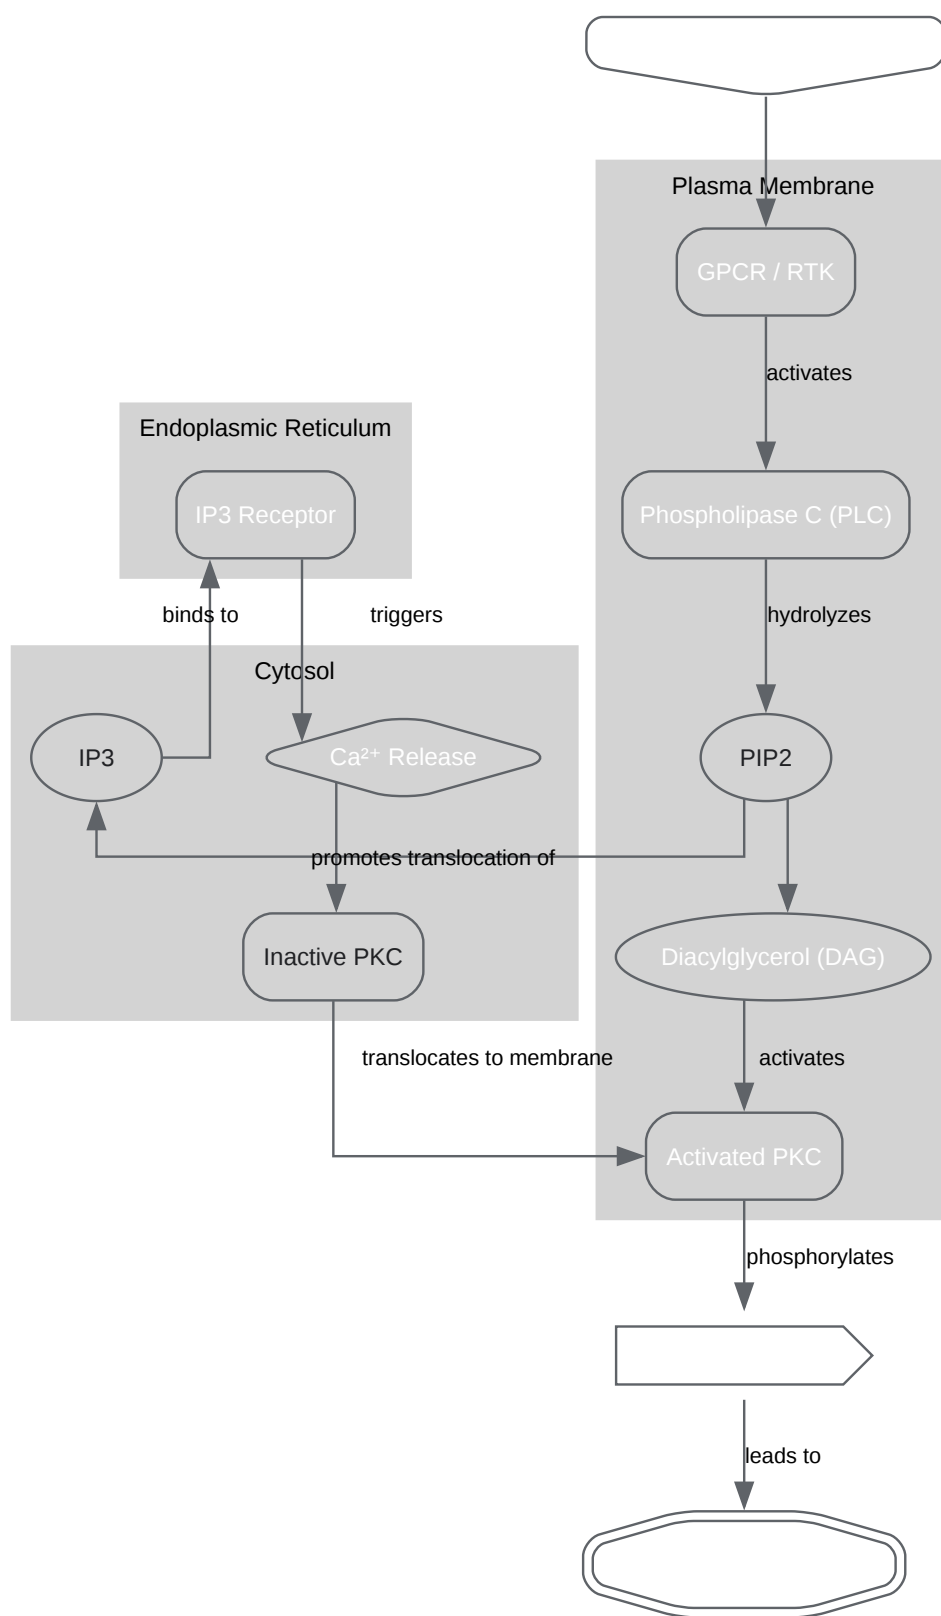 Plasma Membrane
GPCR / RTK
activates
Endoplasmic Reticulum
IP3 Receptor
Phospholipase C (PLC)
binds to
triggers
hydrolyzes
Cytosol
IP3
Ca²⁺ Release
PIP2
promotes translocation of
Inactive PKC
Diacylglycerol (DAG)
translocates to membrane
activates
Activated PKC
phosphorylates
leads to